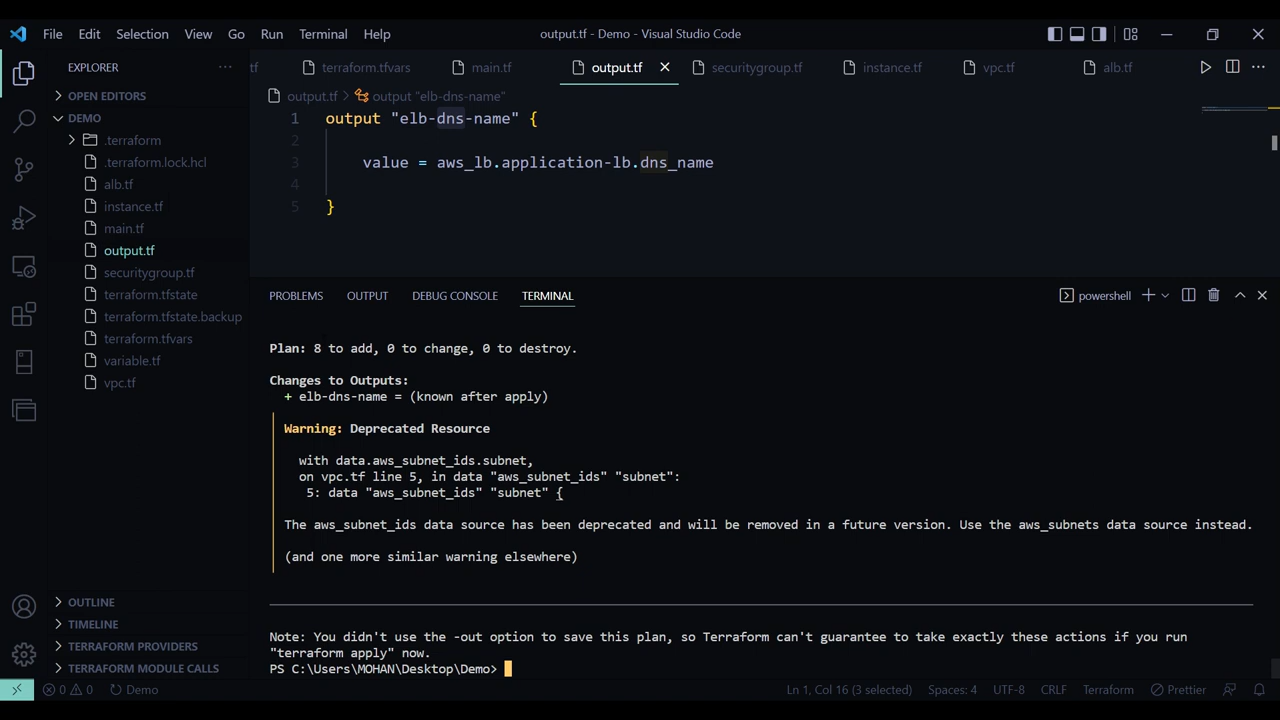 File Edit Selection View Go Run Terminal Help output.tf - Demo - Visual Studio Code
EXPLORER
tf terraform.tfvars main.tf output.tf securitygroup.tf instance.tf vpc.tf alb.tf
OPEN EDITORS
output.tf > output "elb-dns-name"
DEMO
.terraform
.terraform.lock.hcl
alb.tf
instance.tf
main.tf
output.tf
securitygroup.tf
terraform.tfstate
terraform.tfstate.backup
terraform.tfvars
variable.tf
vpc.tf
OUTLINE
TIMELINE
TERRAFORM PROVIDERS
TERRAFORM MODULE CALLS
1 output "elb-dns-name" {
2
3 value = aws_lb.application-lb.dns_name
4
5 }
PROBLEMS OUTPUT DEBUG CONSOLE TERMINAL powershell
Plan: 8 to add, 0 to change, 0 to destroy.
Changes to Outputs:
+ elb-dns-name = (known after apply)
Warning: Deprecated Resource
with data.aws_subnet_ids.subnet,
on vpc.tf line 5, in data "aws_subnet_ids" "subnet":
5: data "aws_subnet_ids" "subnet" {
The aws_subnet_ids data source has been deprecated and will be removed in a future version. Use the aws_subnets data source instead.
(and one more similar warning elsewhere)
Note: You didn't use the -out option to save this plan, so Terraform can't guarantee to take exactly these actions if you run
"terraform apply" now.
PS C:\Users\MOHAN\Desktop\Demo>
0 0 Demo Ln 1, Col 16 (3 selected) Spaces: 4 UTF-8 CRLF Terraform Prettier